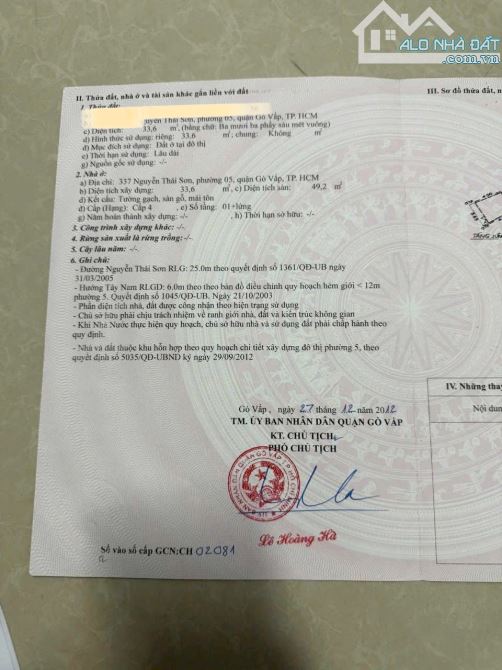 ALO NHÀ ĐẤT
II. Thửa đất, nhà ở và tài sản khác gắn liền với đất
III. Sơ đồ thửa đất,
1. Thửa đất:
Nguyễn Thái Sơn, phường 05, quận Gò Vấp, TP. HCM
c) Diện tích: 33,6 m², (bằng chữ: Ba mươi ba phẩy sáu mét vuông)
d) Hình thức sử dụng: riêng: 33.6 m², chung: Không m²
đ) Mục đích sử dụng: Đất ở tại đô thị
e) Thời hạn sử dụng: Lâu dài
g) Nguồn gốc sử dụng: -/-
2. Nhà ở:
a) Địa chỉ: 337 Nguyễn Thái Sơn, phường 05, quận Gò Vấp, TP. HCM
b) Diện tích xây dựng: 33,6 m², c) Diện tích sàn: 49,2 m²
d) Kết cấu: Tường gạch, sàn gỗ, mái tôn
đ) Cấp (Hạng): Cấp 4 e) Số tầng: 01+lửng
g) Năm hoàn thành xây dựng: -/- h) Thời hạn sở hữu: -/-
3. Công trình xây dựng khác: -/-
4. Rừng sản xuất là rừng trồng: -/-
5. Cây lâu năm: -/-
6. Ghi chú:
- Đường Nguyễn Thái Sơn RLG: 25.0m theo quyết định số 1361/QĐ-UB ngày
31/03/2005
- Hướng Tây Nam RLGD: 6.0m theo theo bản đồ điều chỉnh quy hoạch hẻm giới < 12m
phường 5. Quyết định số 1045/QĐ-UB. Ngày 21/10/2003
- Phần diện tích nhà, đất được công nhận theo hiện trạng sử dụng
- Chủ sở hữu phải chịu trách nhiệm về ranh giới nhà, đất và kiến trúc không gian
- Khi Nhà Nước thực hiện quy hoạch, chủ sở hữu nhà và sử dụng đất phải chấp hành theo
quy định.
- Nhà và đất thuộc khu hỗn hợp theo quy hoạch chi tiết xây dựng đô thị phường 5, theo
quyết định số 5035/QĐ-UBND ký ngày 29/09/2012
IV. Những thay
Nội dung
Gò Vấp, ngày 27 tháng 12 năm 2012
TM. ỦY BAN NHÂN DÂN QUẬN GÒ VẤP
KT. CHỦ TỊCH
PHÓ CHỦ TỊCH
Lê Hoàng Hà
Số vào sổ cấp GCN:CH 02081